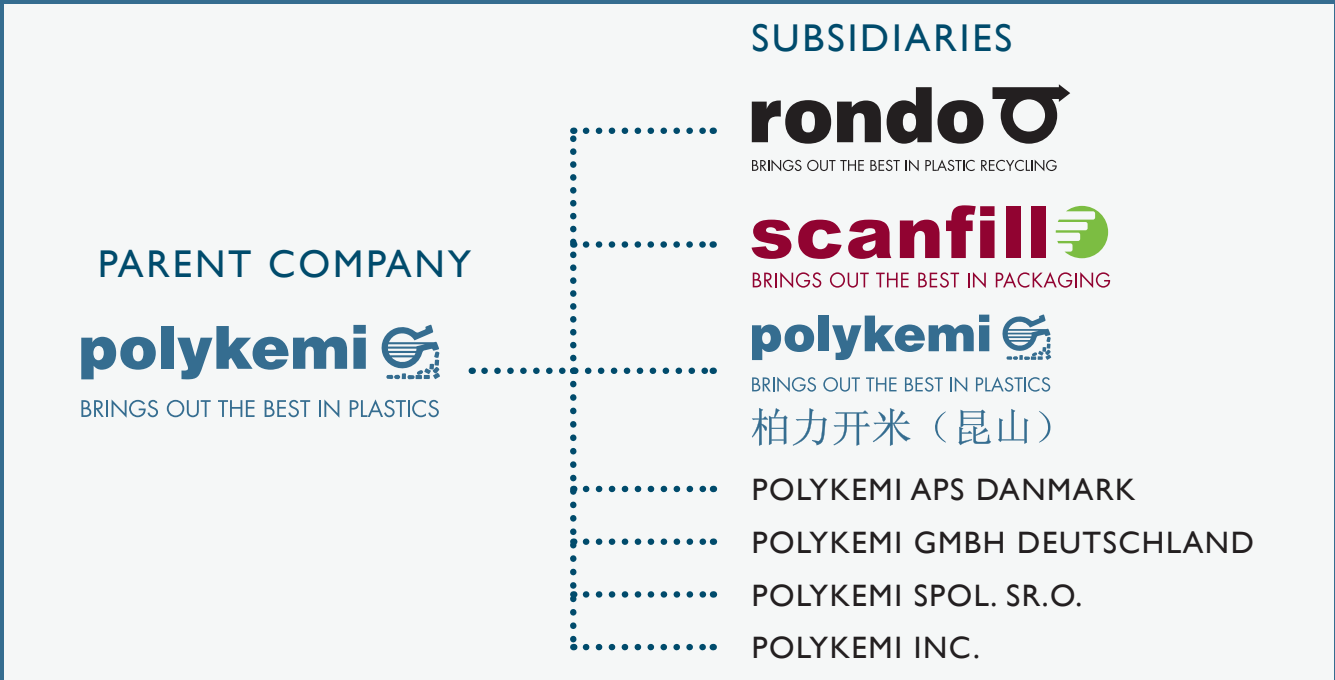 SUBSIDIARIES
rondo
BRINGS OUT THE BEST IN PLASTIC RECYCLING
scanfill
BRINGS OUT THE BEST IN PACKAGING
PARENT COMPANY
polykemi
BRINGS OUT THE BEST IN PLASTICS
polykemi
BRINGS OUT THE BEST IN PLASTICS
柏力开米（昆山）
POLYKEMI APS DANMARK
POLYKEMI GMBH DEUTSCHLAND
POLYKEMI SPOL. SR.O.
POLYKEMI INC.